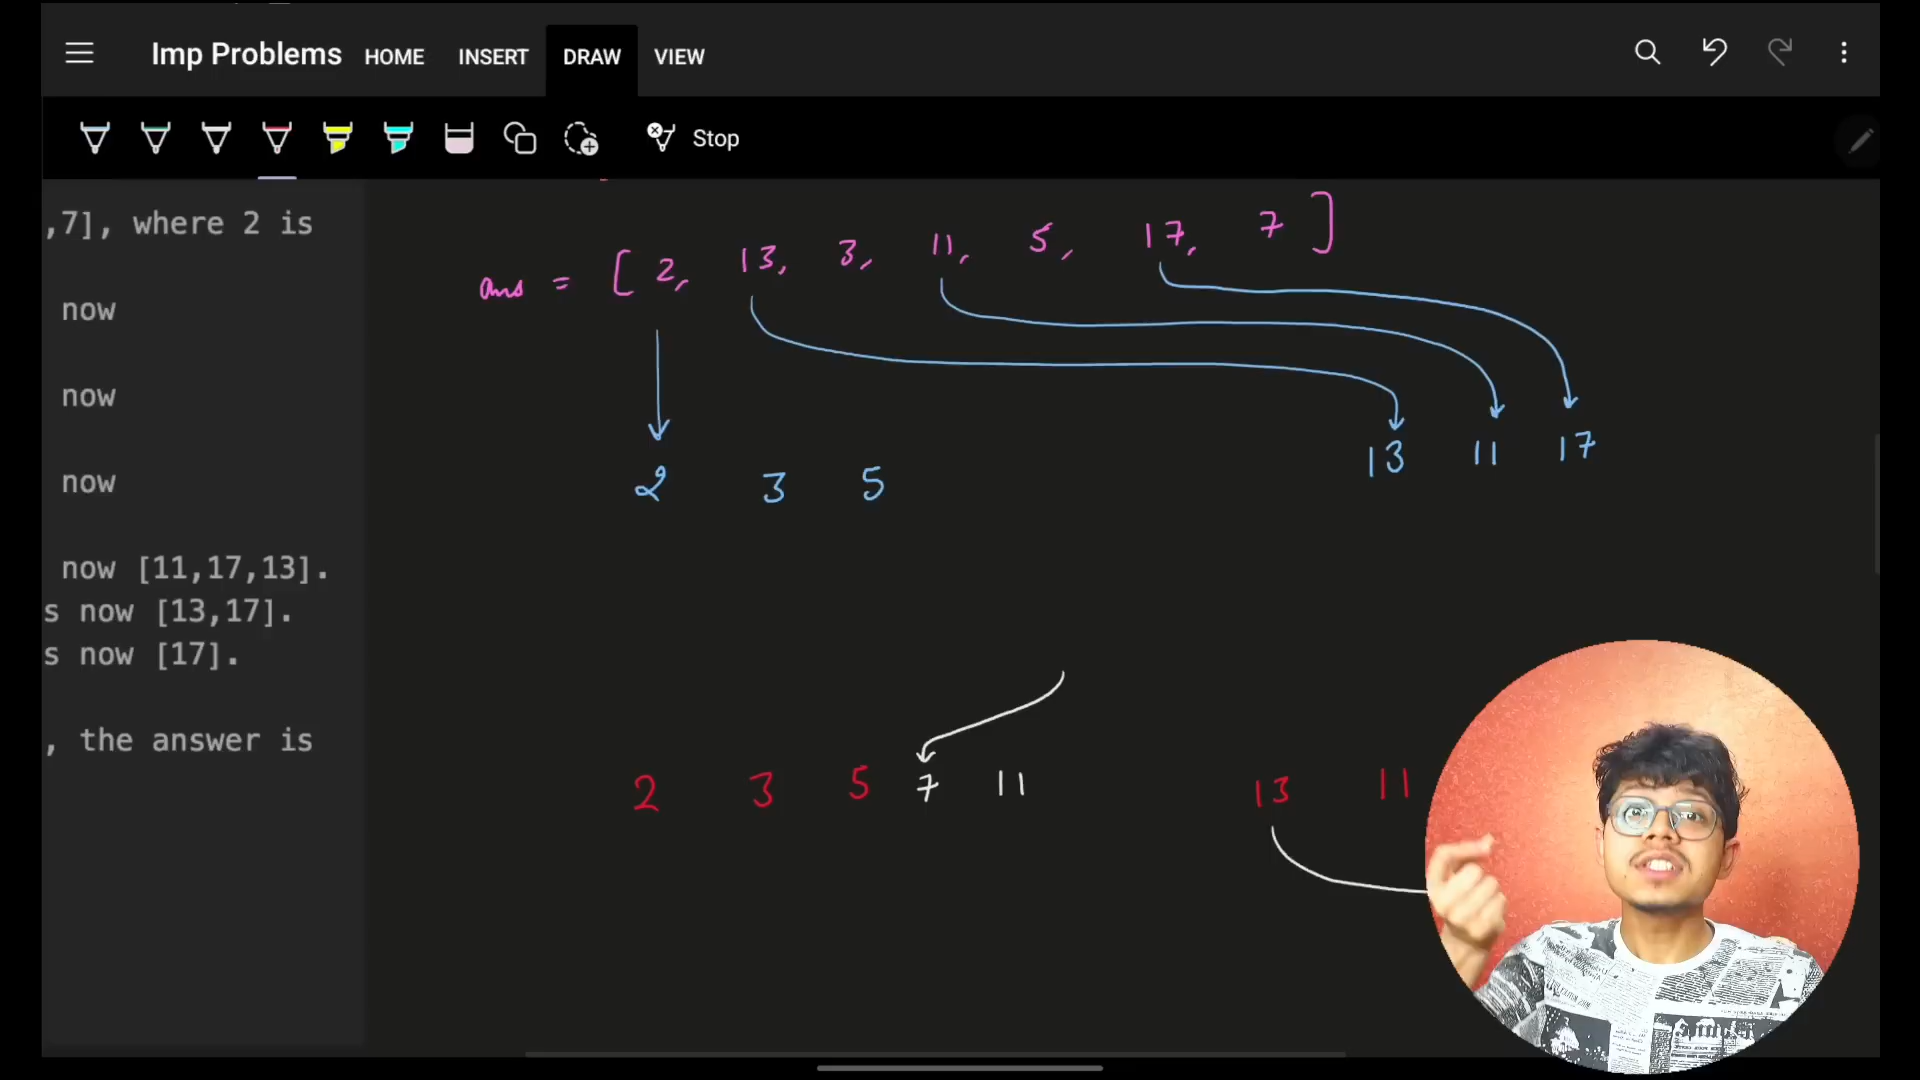 Imp Problems HOME INSERT DRAW VIEW
Stop
,7], where 2 is
now
now
now
now [11,17,13].
s now [13,17].
s now [17].
, the answer is
ans = [ 2, 13, 3, 11, 5, 17, 7 ]
2 3 5 13 11 17
2 3 5 7 11 13 11